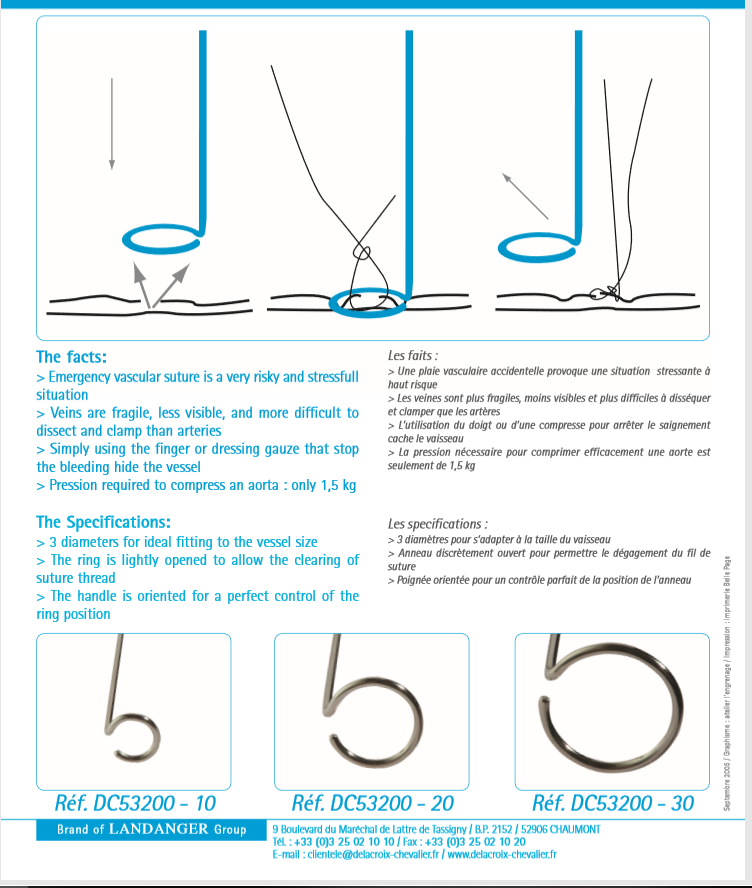 The facts:
> Emergency vascular suture is a very risky and stressfull
situation
> Veins are fragile, less visible, and more difficult to
dissect and clamp than arteries
> Simply using the finger or dressing gauze that stop
the bleeding hide the vessel
> Pression required to compress an aorta : only 1,5 kg
The Specifications:
> 3 diameters for ideal fitting to the vessel size
> The ring is lightly opened to allow the clearing of
suture thread
> The handle is oriented for a perfect control of the
ring position
Les faits :
> Une plaie vasculaire accidentelle provoque une situation stressante à
haut risque
> Les veines sont plus fragiles, moins visibles et plus difficiles à disséquer
et clamper que les artères
> L'utilisation du doigt ou d'une compresse pour arrêter le saignement
cache le vaisseau
> La pression nécessaire pour comprimer efficacement une aorte est
seulement de 1,5 kg
Les specifications :
> 3 diamètres pour s'adapter à la taille du vaisseau
> Anneau discrètement ouvert pour permettre le dégagement du fil de
suture
> Poignée orientée pour un contrôle parfait de la position de l'anneau
Septembre 2005 / Graphisme : atelier l'engrenage / Impression : Imprimerie Belle Page
Réf. DC53200 - 10
Réf. DC53200 - 20
Réf. DC53200 - 30
Brand of LANDANGER Group
9 Boulevard du Maréchal de Lattre de Tassigny / B.P. 2152 / 52906 CHAUMONT
Tél. : +33 (0)3 25 02 10 10 / Fax : +33 (0)3 25 02 10 20
E-mail : clientele@delacroix-chevalier.fr / www.delacroix-chevalier.fr